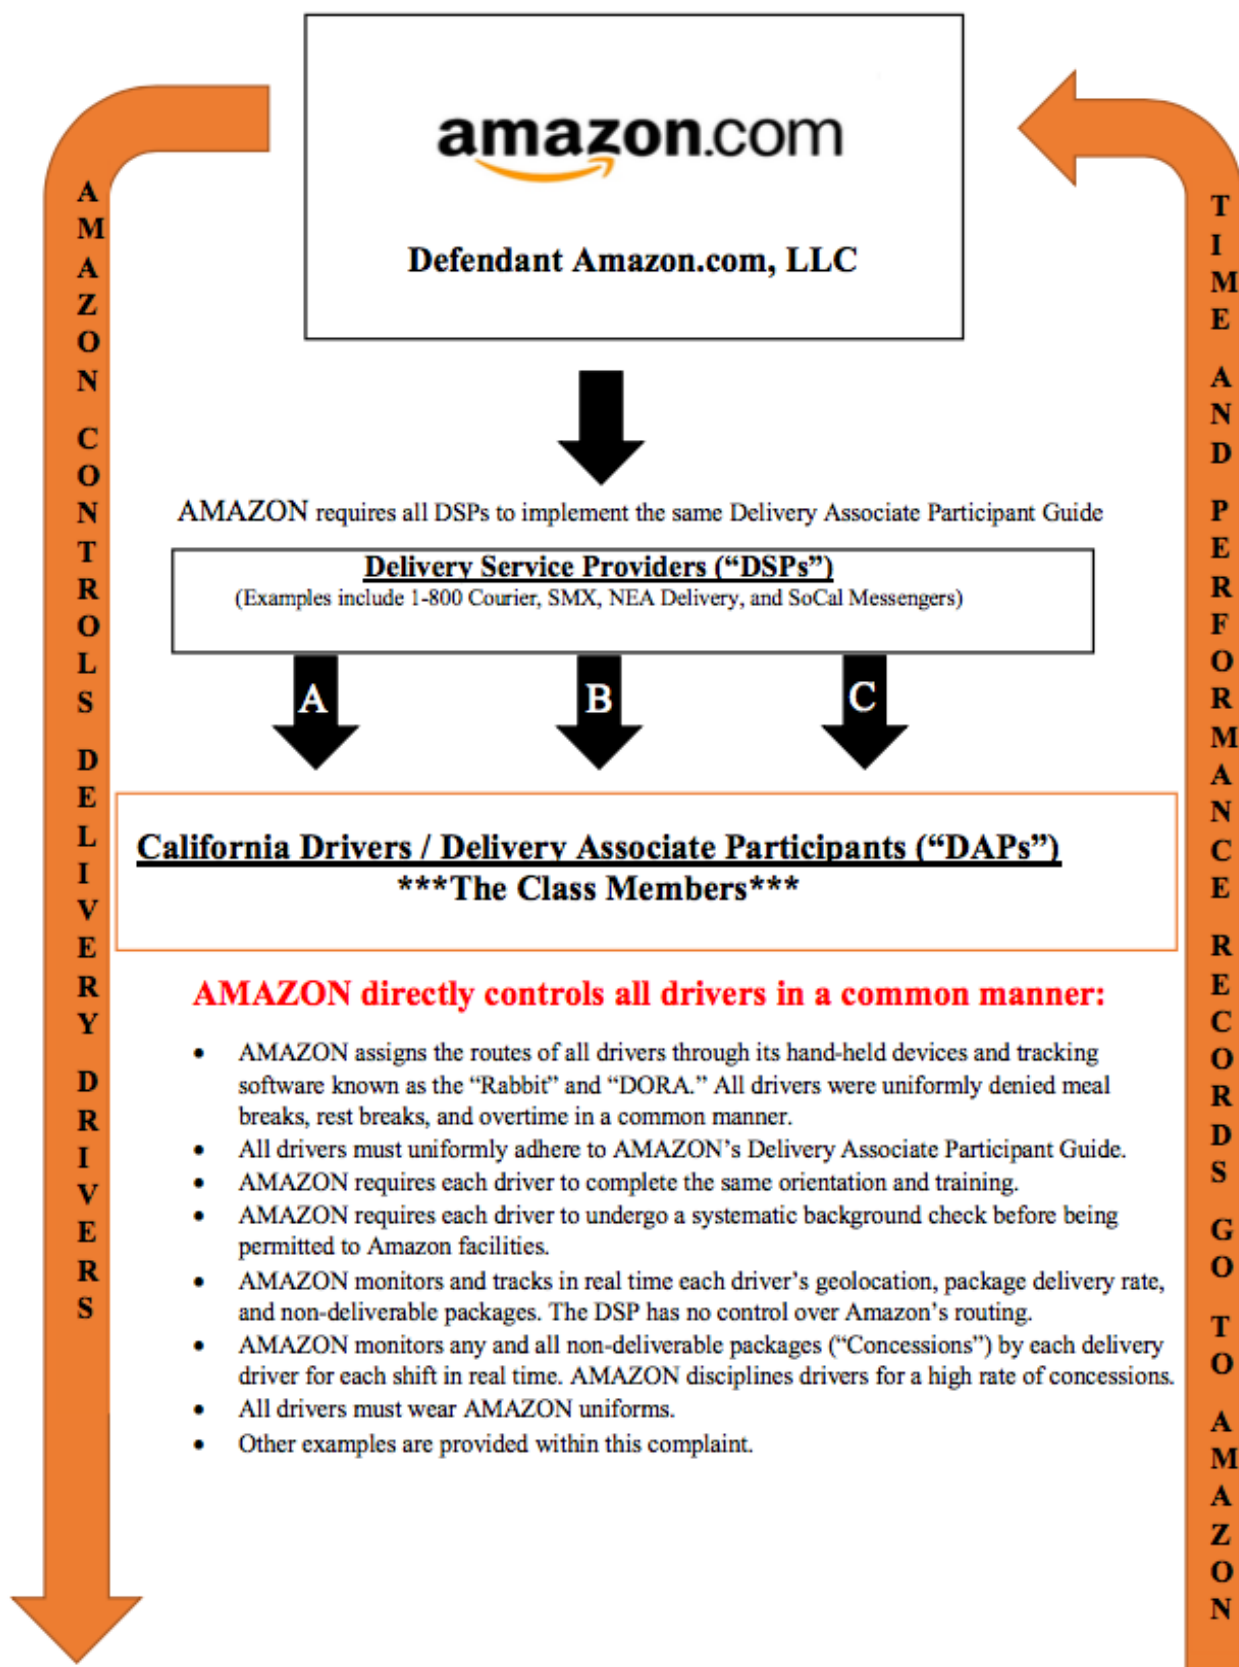 amazon.com
Defendant Amazon.com, LLC
AMAZON CONTROLS DELIVERY DRIVERS
TIME AND PERFORMANCE RECORDS GO TO AMAZON
AMAZON requires all DSPs to implement the same Delivery Associate Participant Guide
Delivery Service Providers (“DSPs”)
(Examples include 1-800 Courier, SMX, NEA Delivery, and SoCal Messengers)
A B C
California Drivers / Delivery Associate Participants (“DAPs”)
***The Class Members***
AMAZON directly controls all drivers in a common manner:
• AMAZON assigns the routes of all drivers through its hand-held devices and tracking
software known as the “Rabbit” and “DORA.” All drivers were uniformly denied meal
breaks, rest breaks, and overtime in a common manner.
• All drivers must uniformly adhere to AMAZON’s Delivery Associate Participant Guide.
• AMAZON requires each driver to complete the same orientation and training.
• AMAZON requires each driver to undergo a systematic background check before being
permitted to Amazon facilities.
• AMAZON monitors and tracks in real time each driver’s geolocation, package delivery rate,
and non-deliverable packages. The DSP has no control over Amazon’s routing.
• AMAZON monitors any and all non-deliverable packages (“Concessions”) by each delivery
driver for each shift in real time. AMAZON disciplines drivers for a high rate of concessions.
• All drivers must wear AMAZON uniforms.
• Other examples are provided within this complaint.